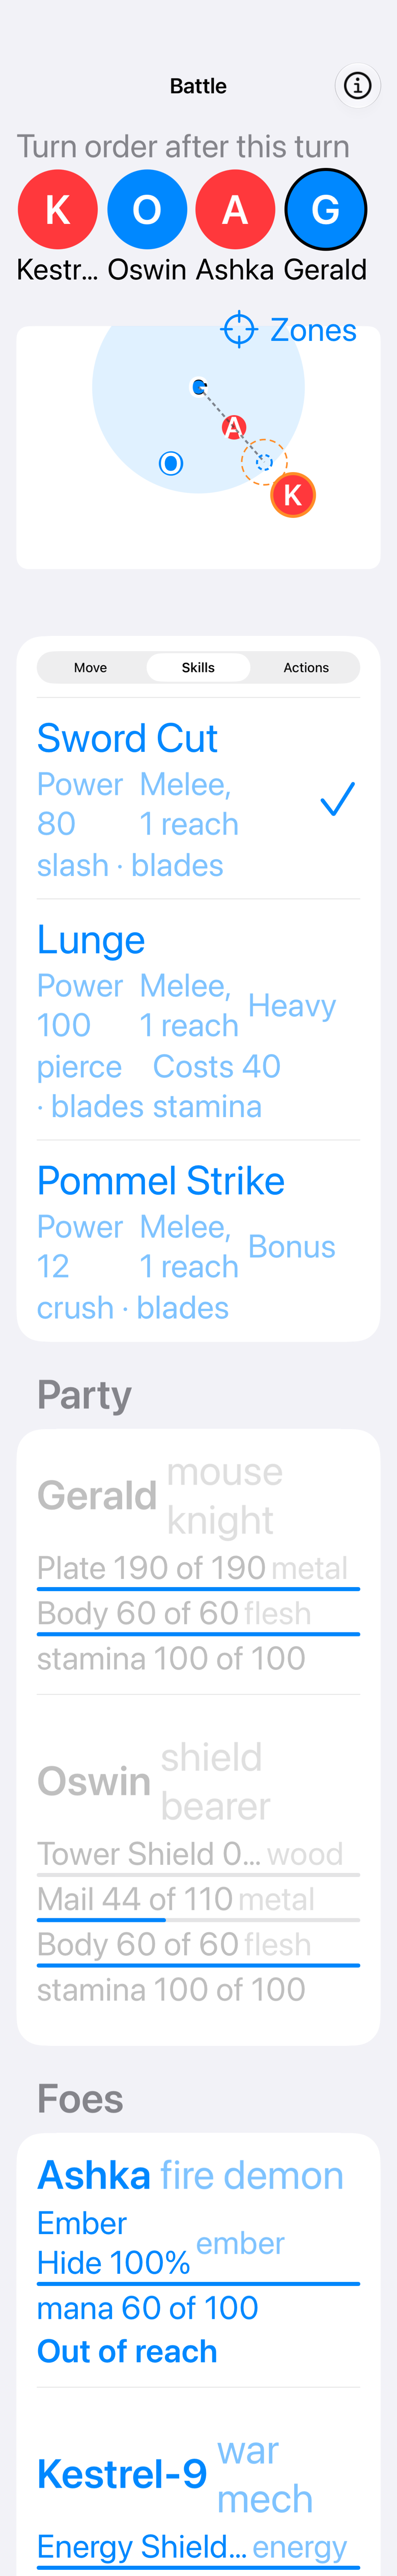 Battle
Turn order after this turn
K O A G
Kestr... Oswin Ashka Gerald
Zones
G
A
O
K
Move Skills Actions
Sword Cut
Power Melee,
80 1 reach
slash · blades
Lunge
Power Melee,
100 1 reach Heavy
pierce Costs 40
· blades stamina
Pommel Strike
Power Melee,
12 1 reach Bonus
crush · blades
Party
Gerald mouse
knight
Plate 190 of 190 metal
Body 60 of 60 flesh
stamina 100 of 100
Oswin shield
bearer
Tower Shield 0... wood
Mail 44 of 110 metal
Body 60 of 60 flesh
stamina 100 of 100
Foes
Ashka fire demon
Ember
Hide 100% ember
mana 60 of 100
Out of reach
Kestrel-9 war
mech
Energy Shield... energy